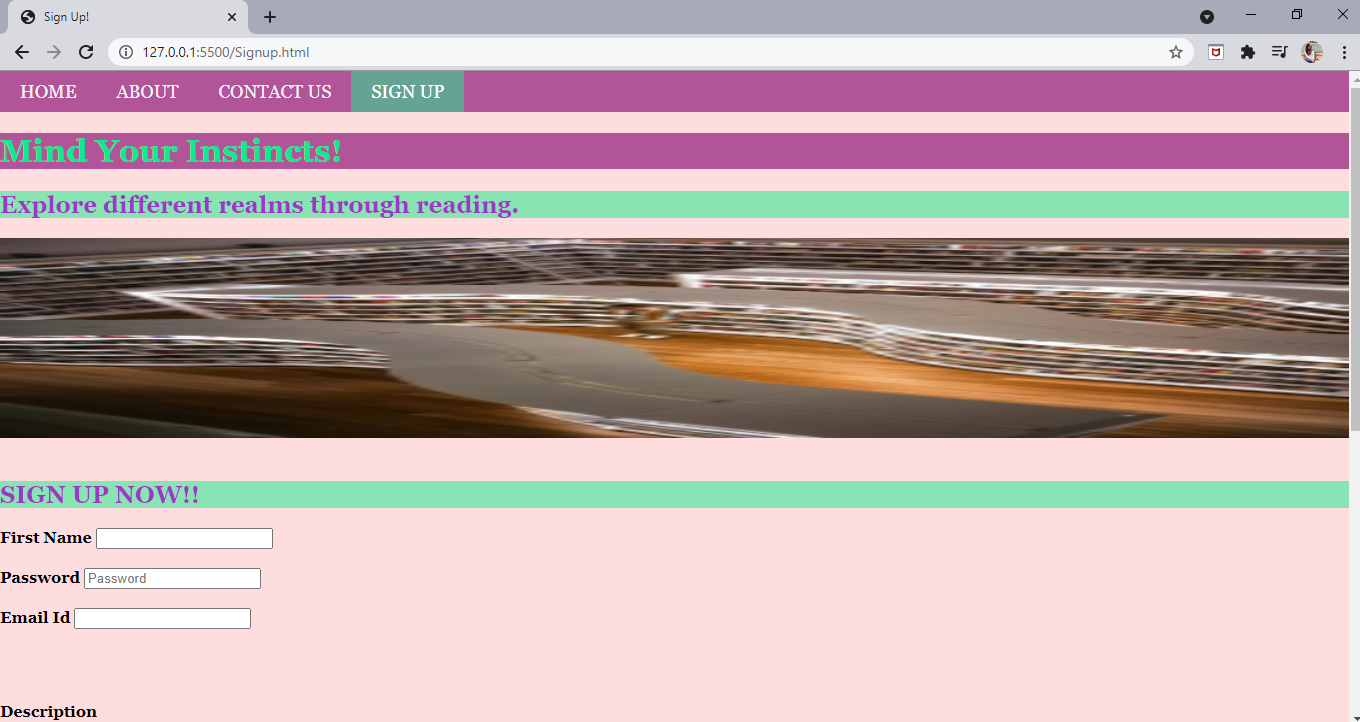 Sign Up!
127.0.0.1:5500/Signup.html
HOME ABOUT CONTACT US SIGN UP
Mind Your Instincts!
Explore different realms through reading.
SIGN UP NOW!!
First Name
Password Password
Email Id
Description